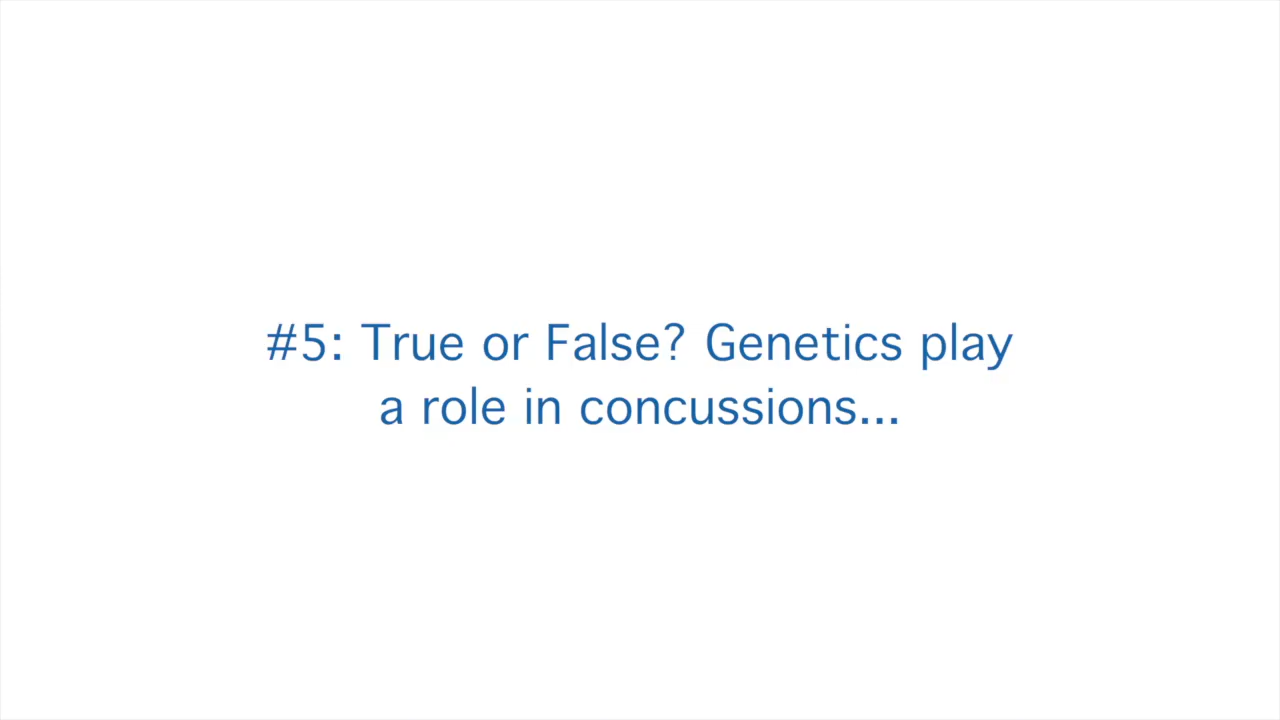 #5: True or False? Genetics play
a role in concussions...